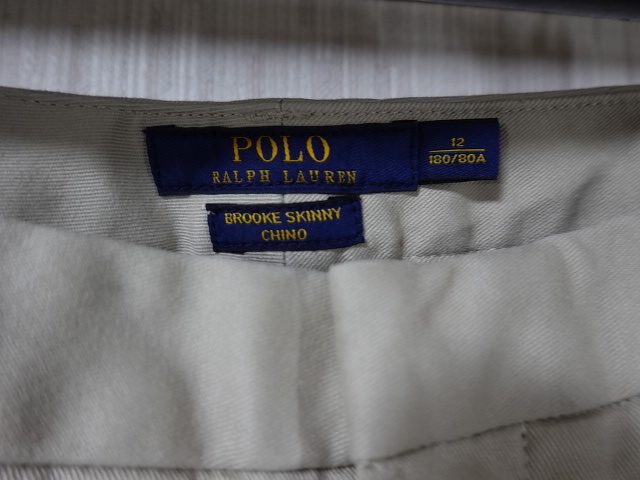 POLO
RALPH LAUREN
12
180/80A
BROOKE SKINNY
CHINO